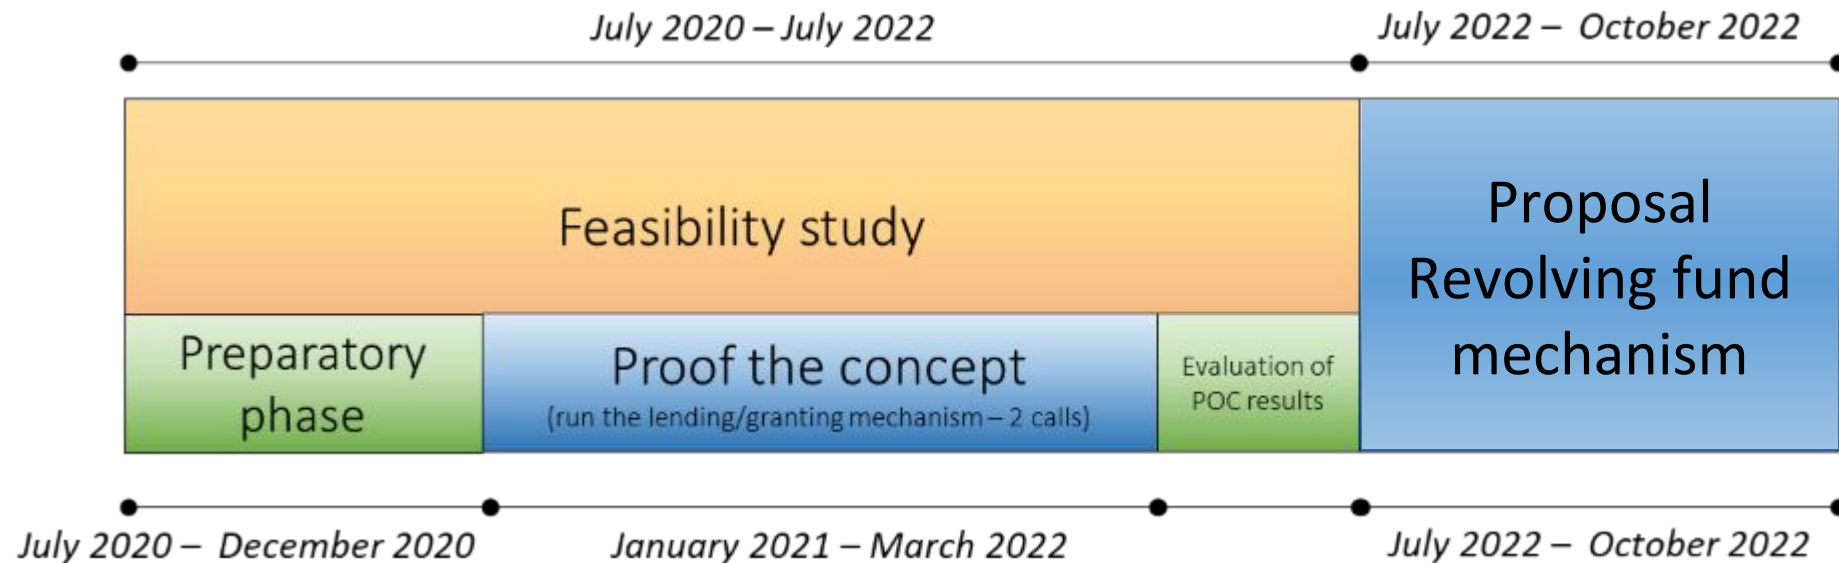 July 2020 – July 2022
July 2022 – October 2022
Feasibility study
Proposal
Revolving fund
mechanism
Preparatory
phase
Proof the concept
(run the lending/granting mechanism – 2 calls)
Evaluation of
POC results
July 2020 – December 2020
January 2021 – March 2022
July 2022 – October 2022